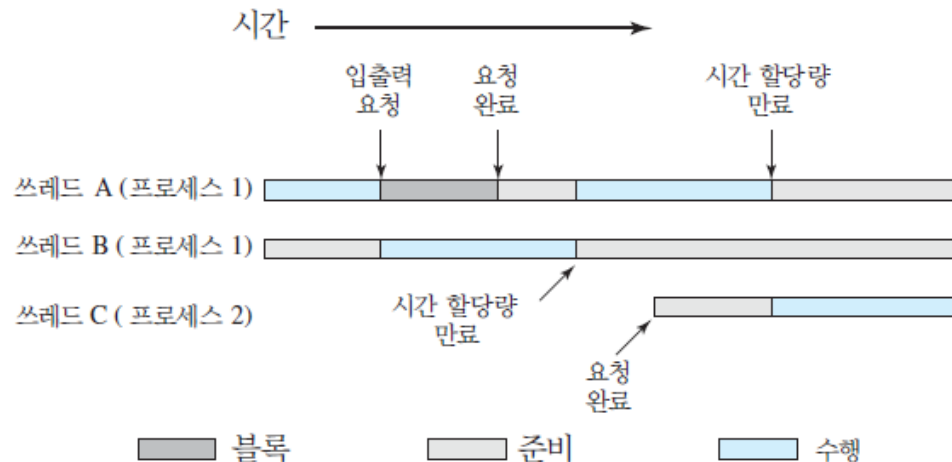 시간
입출력
요청
요청
완료
시간 할당량
만료
쓰레드 A (프로세스 1)
쓰레드 B ( 프로세스 1)
시간 할당량
만료
쓰레드 C ( 프로세스 2)
요청
완료
블록
준비
수행